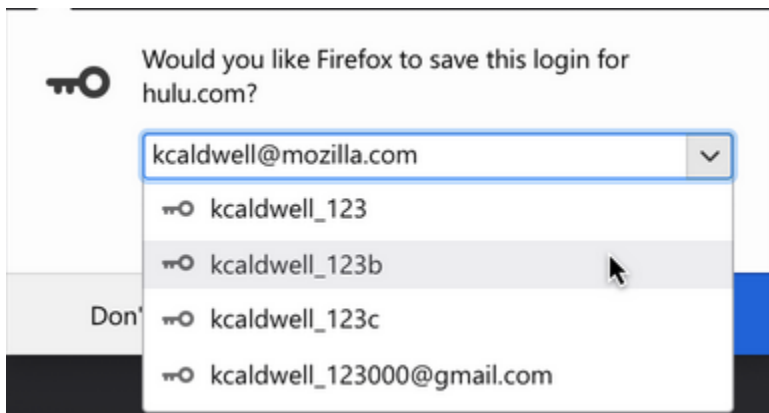 Would you like Firefox to save this login for
hulu.com?
kcaldwell@mozilla.com
kcaldwell_123
kcaldwell_123b
Don'
kcaldwell_123c
kcaldwell_123000@gmail.com